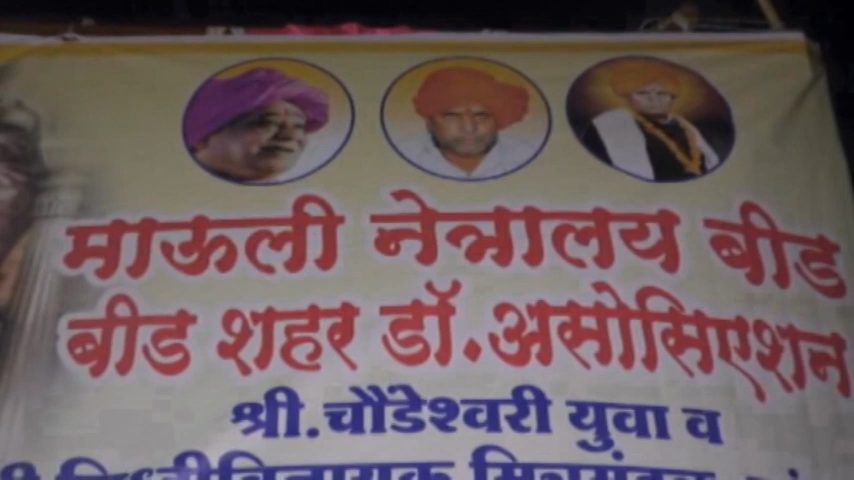 माऊली नेत्रालय बीड
बीड शहर डॉ.असोसिएशन
श्री.चौंडेश्वरी युवा व